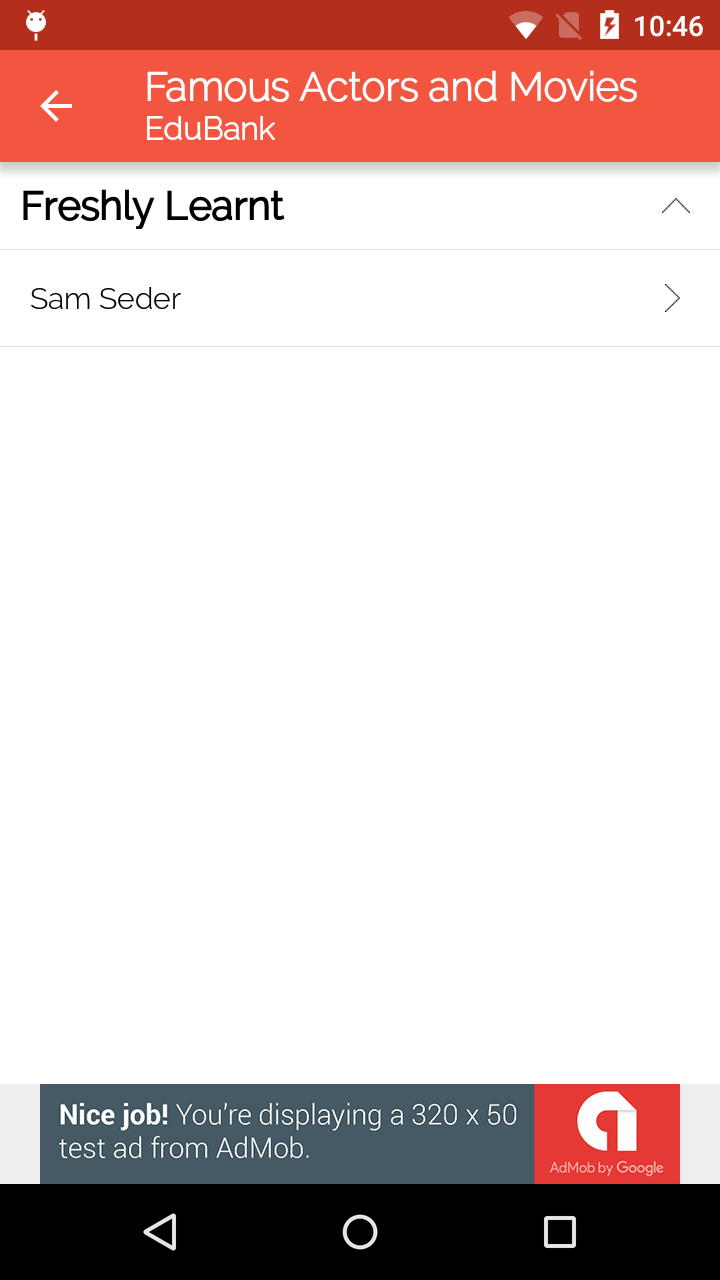 10:46
Famous Actors and Movies
EduBank
Freshly Learnt
Sam Seder
Nice job! You're displaying a 320 x 50
test ad from AdMob.
AdMob by Google